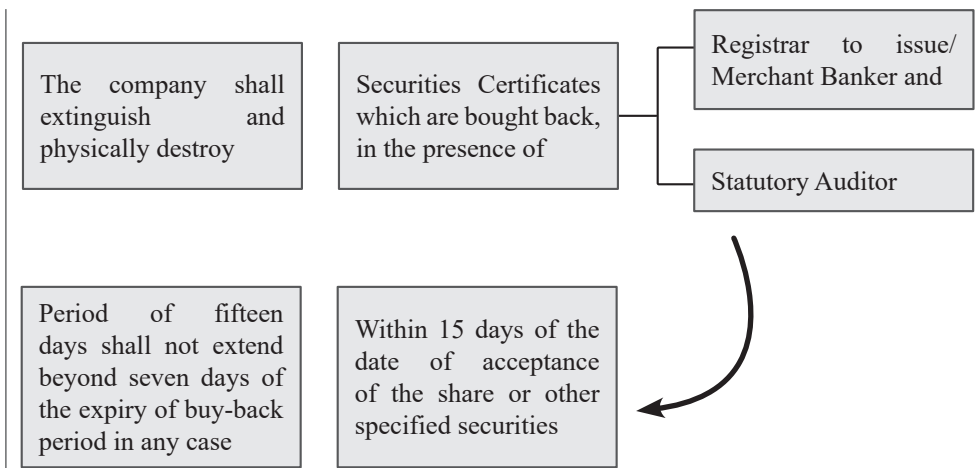 The company shall
extinguish and
physically destroy
Securities Certificates
which are bought back,
in the presence of
Registrar to issue/
Merchant Banker and
Statutory Auditor
Period of fifteen
days shall not extend
beyond seven days of
the expiry of buy-back
period in any case
Within 15 days of the
date of acceptance
of the share or other
specified securities